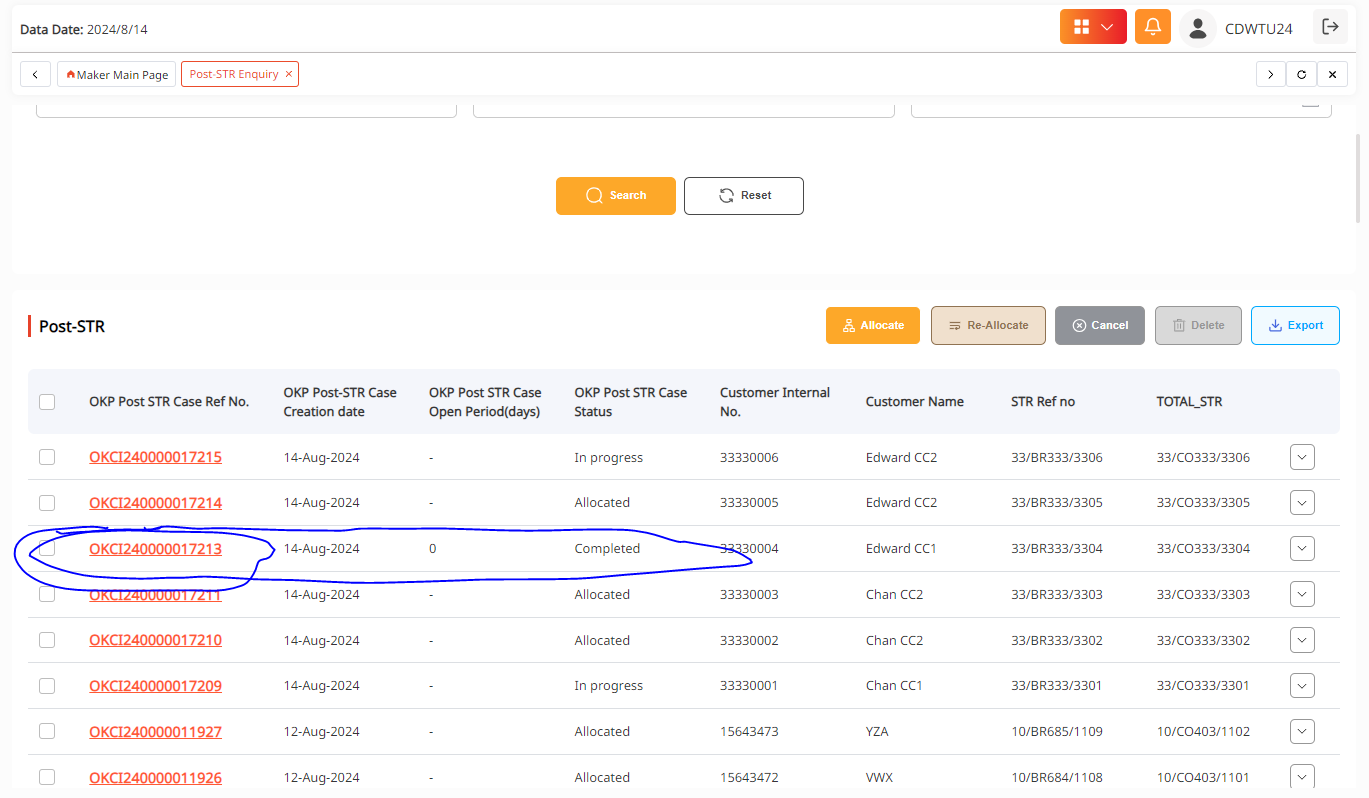 Data Date: 2024/8/14 CDWTU24
Maker Main Page Post-STR Enquiry
Search Reset
Post-STR Allocate Re-Allocate Cancel Delete Export
OKP Post STR Case Ref No. OKP Post-STR Case Creation date OKP Post STR Case Open Period(days) OKP Post STR Case Status Customer Internal No. Customer Name STR Ref no TOTAL_STR
OKCI240000017215 14-Aug-2024 - In progress 33330006 Edward CC2 33/BR333/3306 33/CO333/3306
OKCI240000017214 14-Aug-2024 - Allocated 33330005 Edward CC2 33/BR333/3305 33/CO333/3305
OKCI240000017213 14-Aug-2024 0 Completed 33330004 Edward CC1 33/BR333/3304 33/CO333/3304
OKCI240000017211 14-Aug-2024 - Allocated 33330003 Chan CC2 33/BR333/3303 33/CO333/3303
OKCI240000017210 14-Aug-2024 - Allocated 33330002 Chan CC2 33/BR333/3302 33/CO333/3302
OKCI240000017209 14-Aug-2024 - In progress 33330001 Chan CC1 33/BR333/3301 33/CO333/3301
OKCI240000011927 12-Aug-2024 - Allocated 15643473 YZA 10/BR685/1109 10/CO403/1102
OKCI240000011926 12-Aug-2024 - Allocated 15643472 VWX 10/BR684/1108 10/CO403/1101